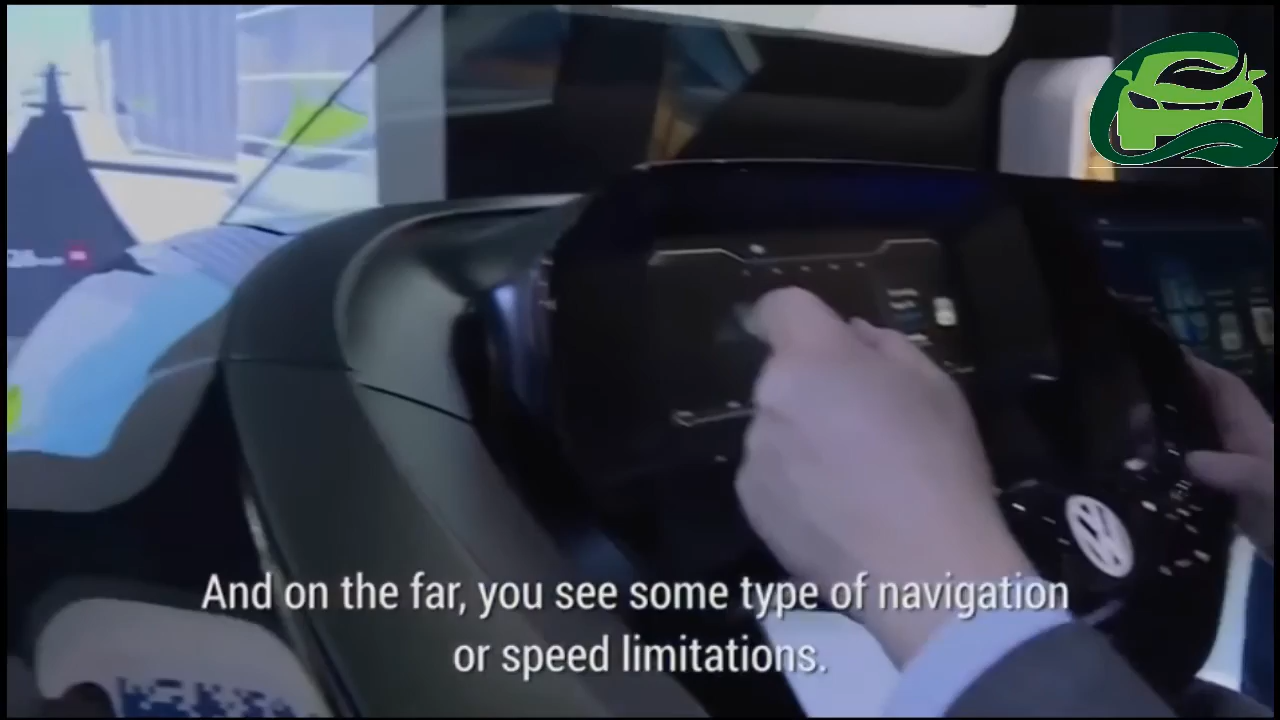 And on the far, you see some type of navigation
or speed limitations.